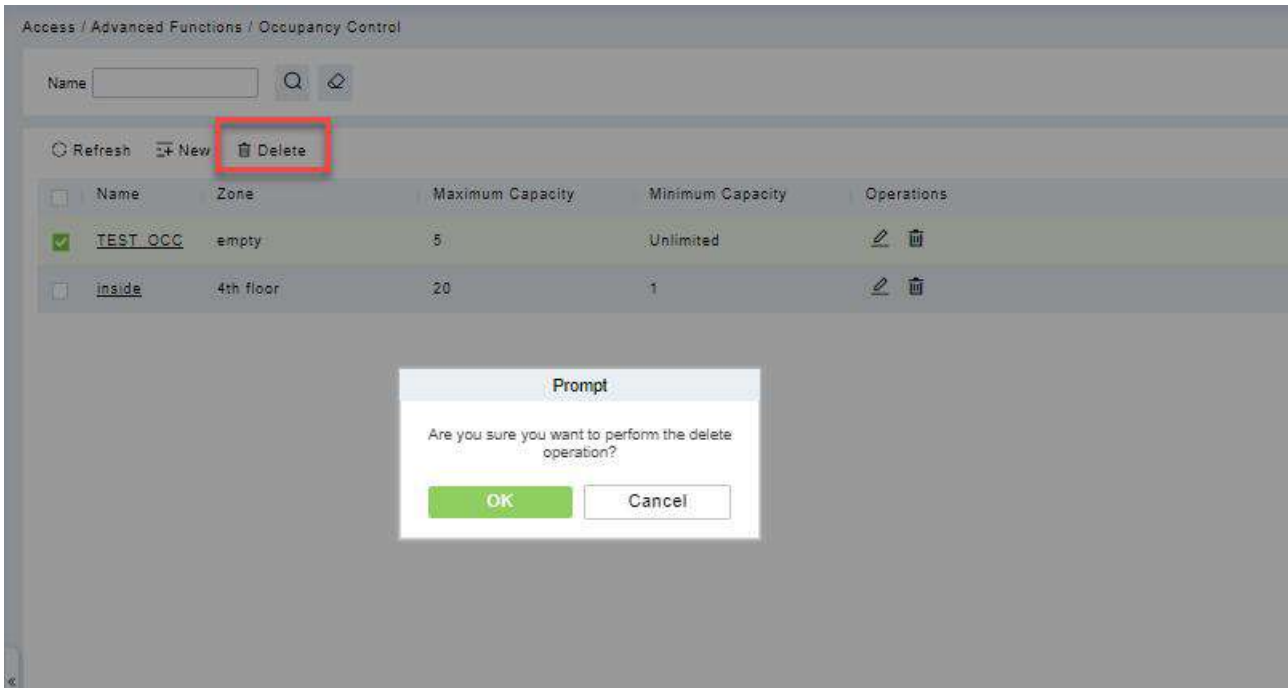 Access / Advanced Functions / Occupancy Control
Name
Refresh New Delete
Name Zone Maximum Capacity Minimum Capacity Operations
TEST_OCC empty 5 Unlimited
inside 4th floor 20 1
Prompt
Are you sure you want to perform the delete
operation?
OK Cancel
«